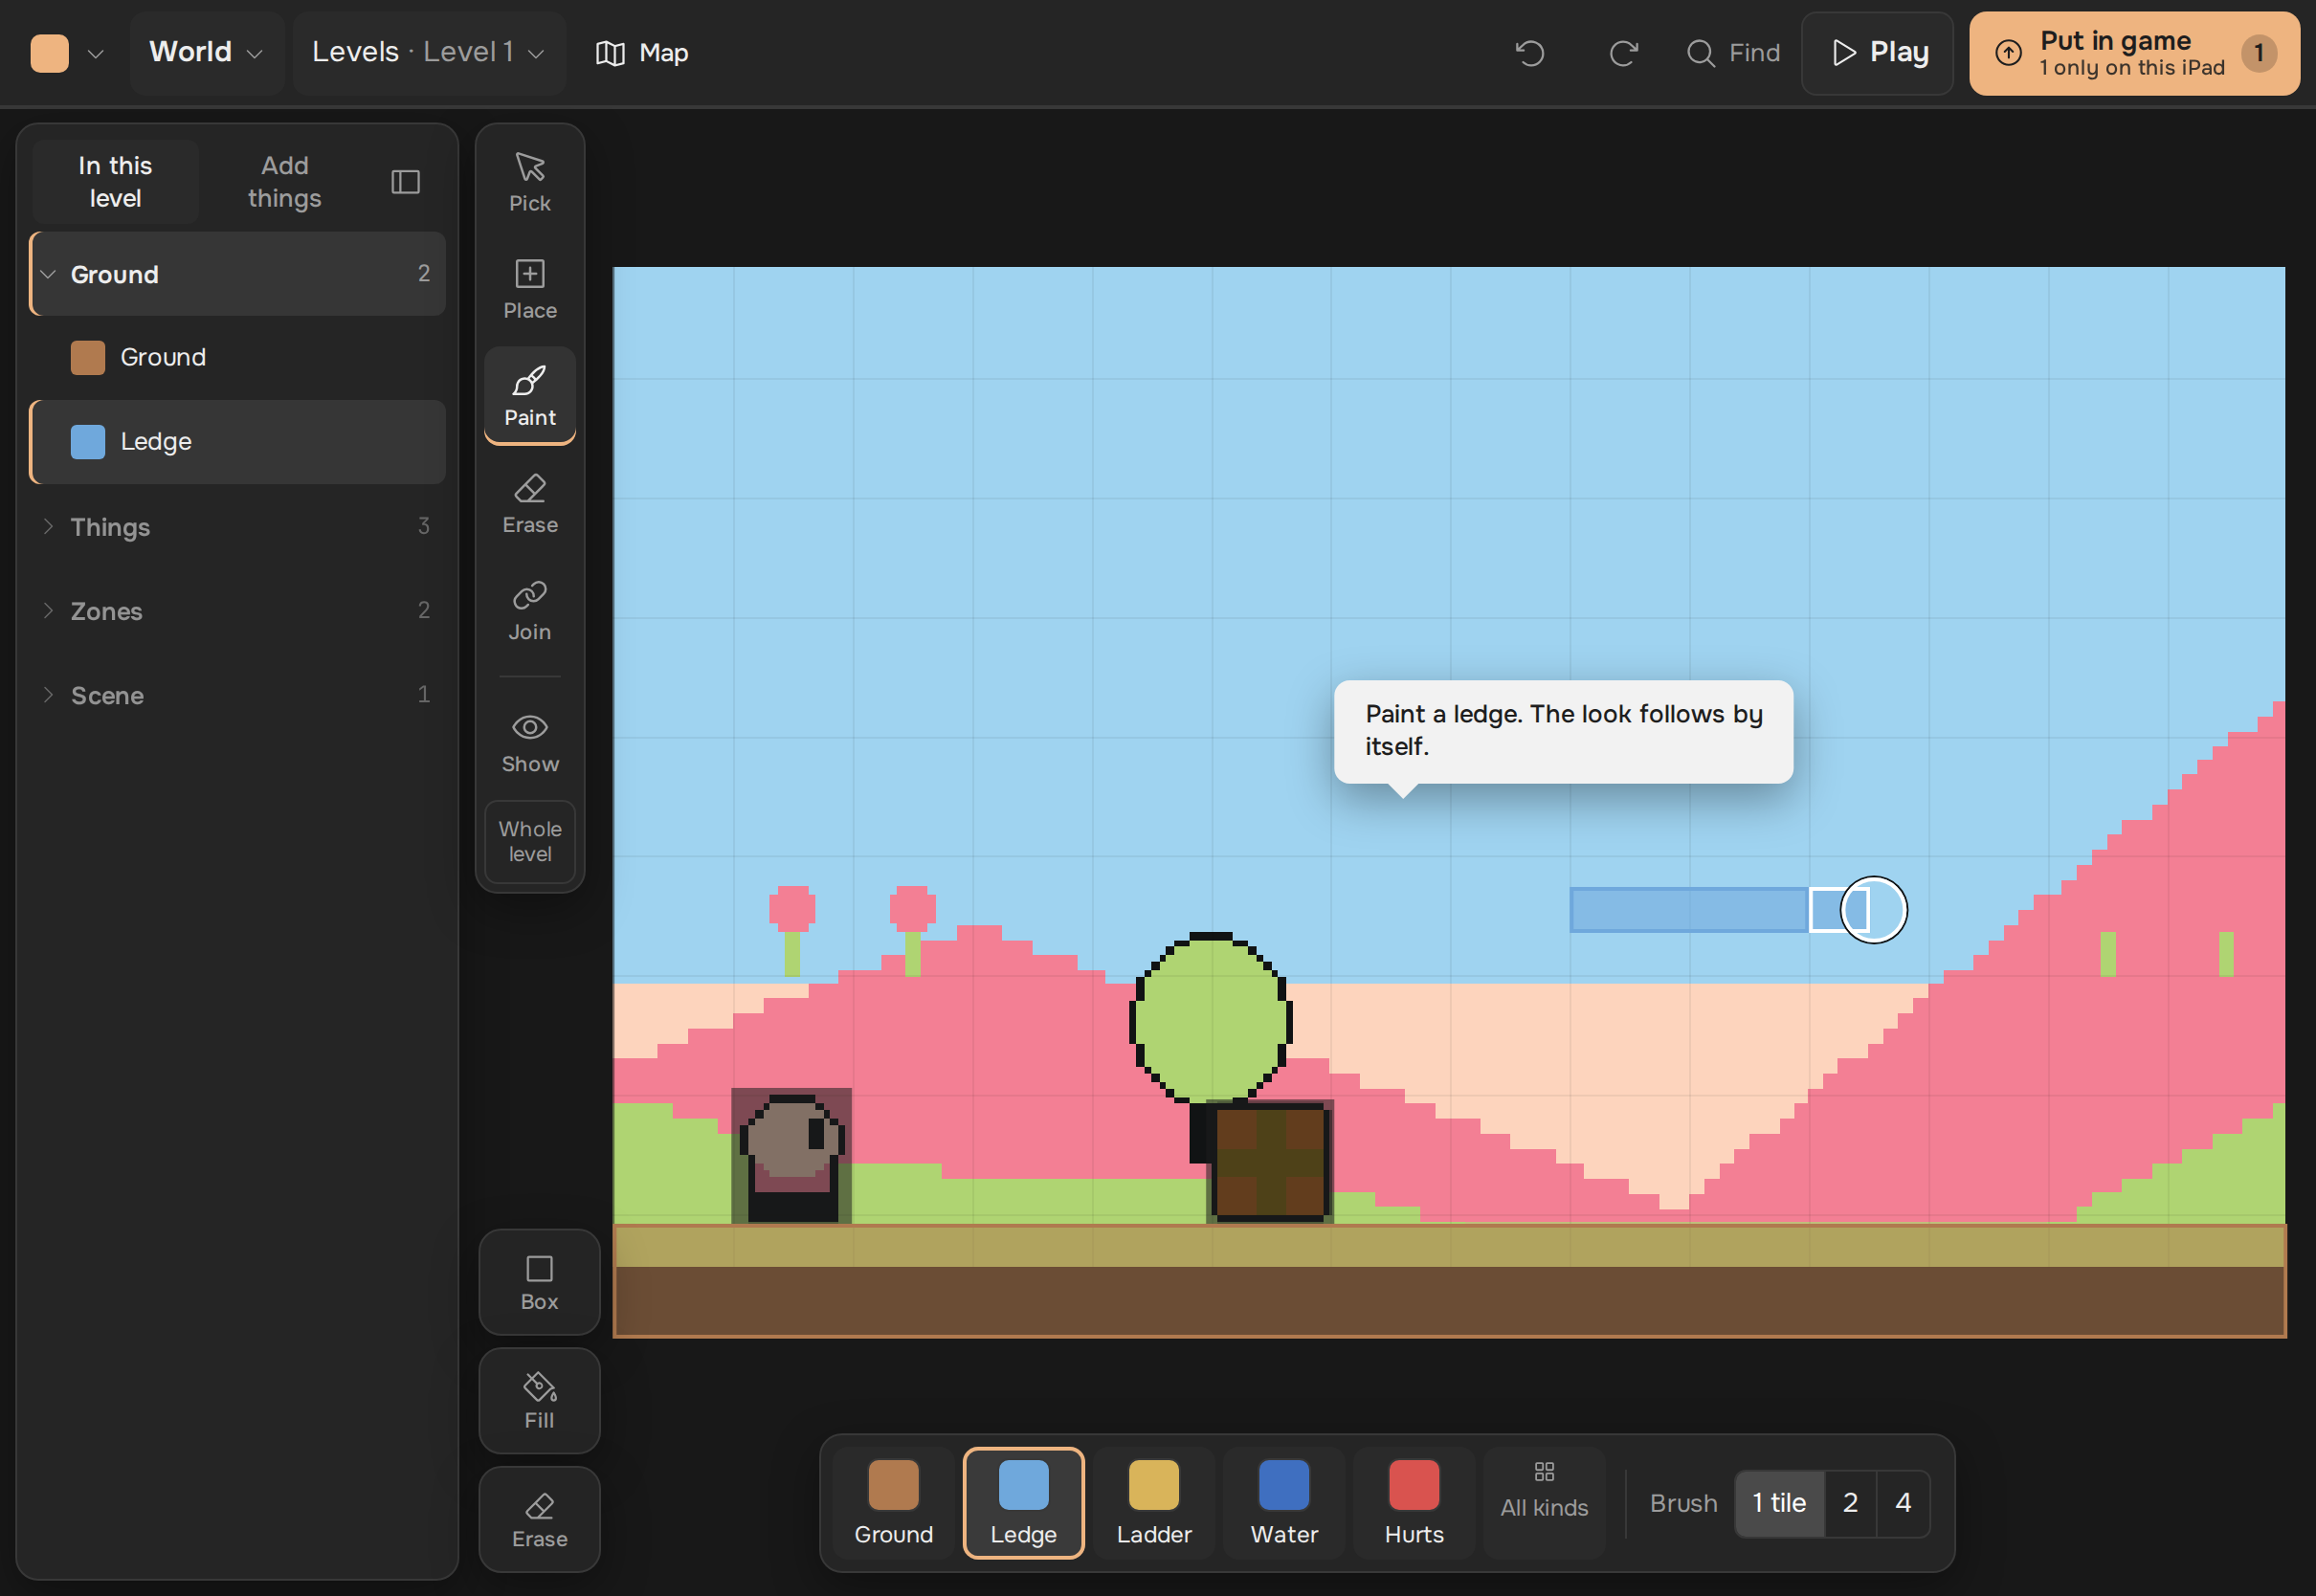 World
Levels · Level 1
Map
Find
Play
Put in game
1 only on this iPad
1
In this
level
Add
things
Ground 2
Ground
Ledge
Things 3
Zones 2
Scene 1
Pick
Place
Paint
Erase
Join
Show
Whole
level
Paint a ledge. The look follows by
itself.
Box
Fill
Erase
Ground
Ledge
Ladder
Water
Hurts
All kinds
Brush
1 tile
2
4